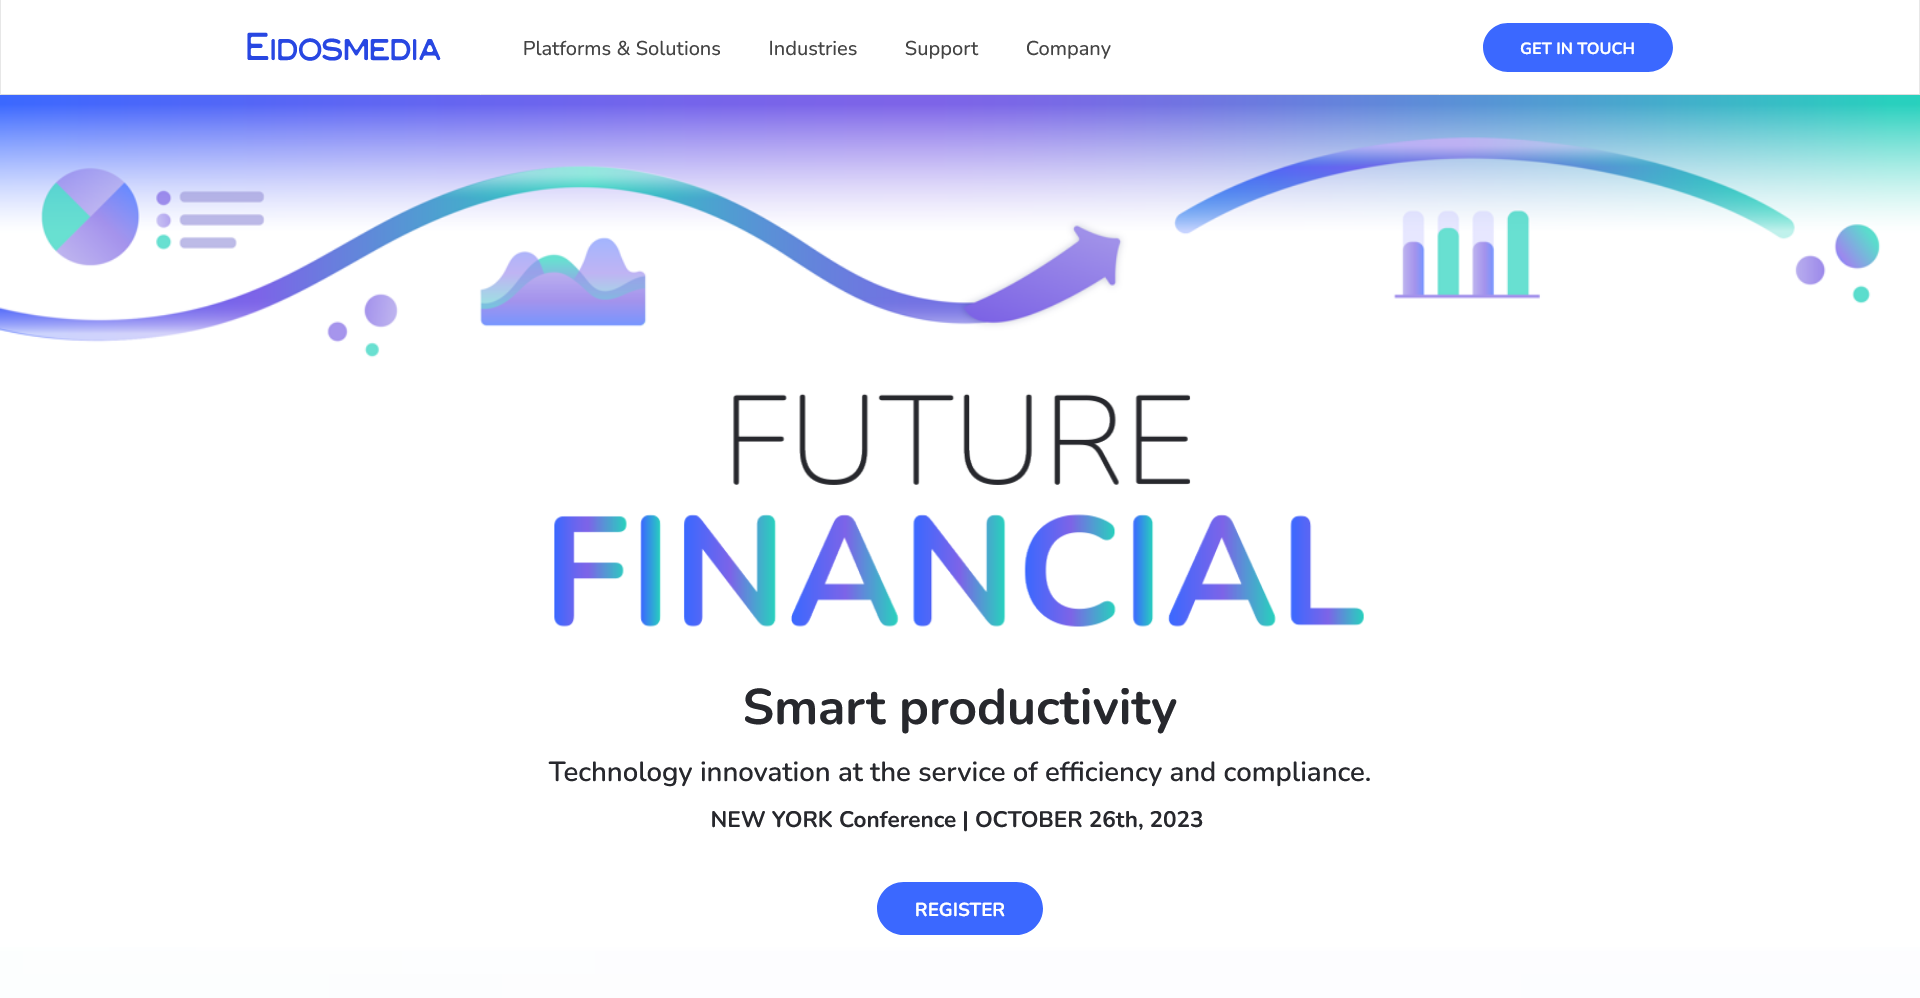 EIDOSMEDIA
Platforms & Solutions
Industries
Support
Company
GET IN TOUCH
FUTURE
FINANCIAL
Smart productivity
Technology innovation at the service of efficiency and compliance.
NEW YORK Conference | OCTOBER 26th, 2023
REGISTER